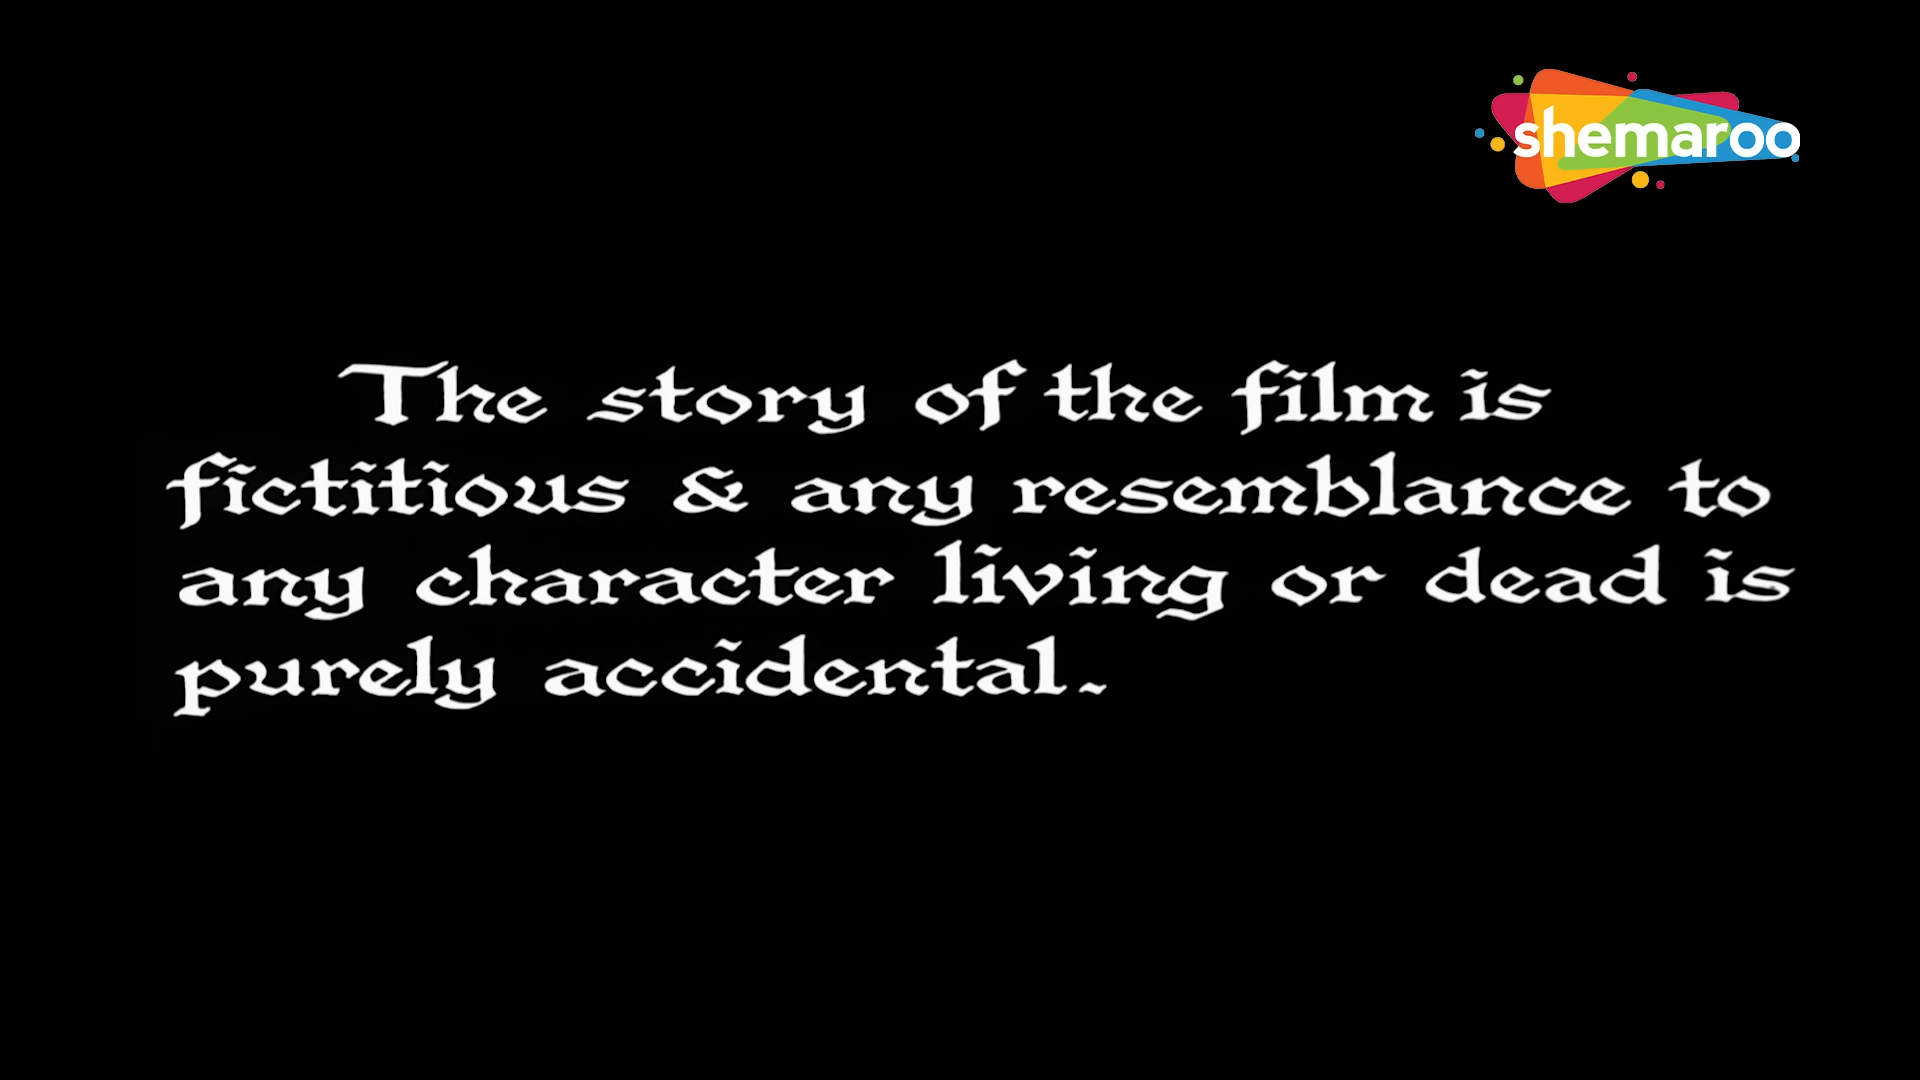 shemaroo
The story of the film is
fictitious & any resemblance to
any character living or dead is
purely accidental.